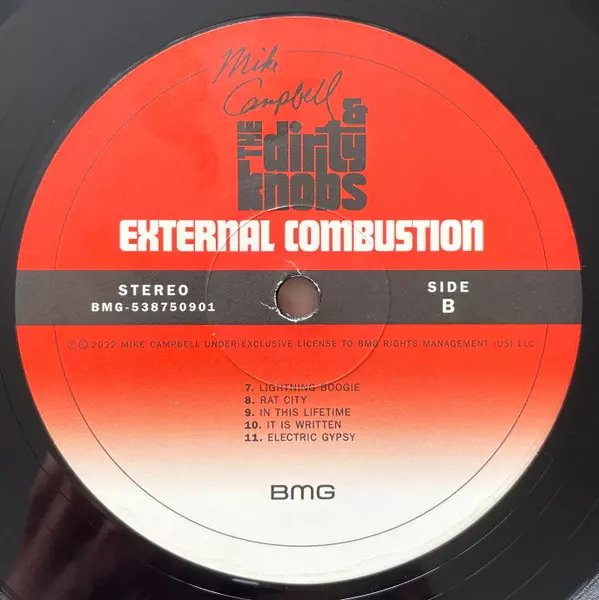 Mike
Campbell
&
THE
dirty
knobs
EXTERNAL COMBUSTION
STEREO
BMG-538750901
SIDE
B
℗© 2022 MIKE CAMPBELL UNDER EXCLUSIVE LICENSE TO BMG RIGHTS MANAGEMENT (US) LLC
7. LIGHTNING BOOGIE
8. RAT CITY
9. IN THIS LIFETIME
10. IT IS WRITTEN
11. ELECTRIC GYPSY
BMG